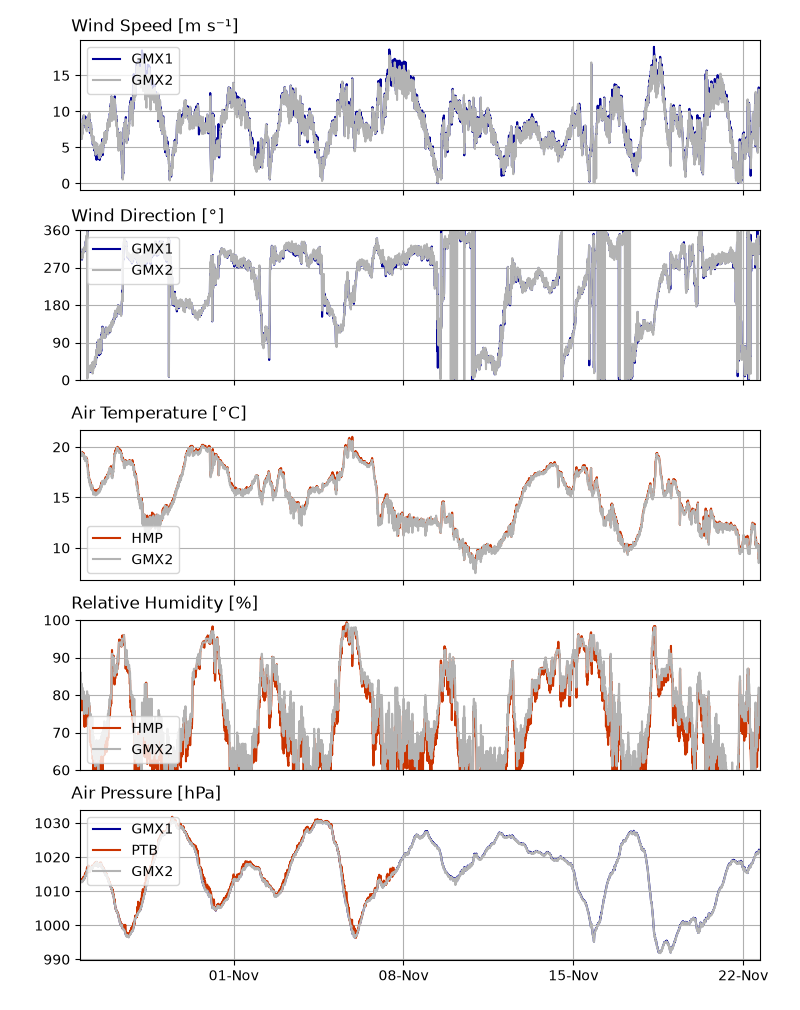 Wind Speed [m s⁻¹]
GMX1
GMX2
15
10
5
0
Wind Direction [°]
360
GMX1
GMX2
270
180
90
0
Air Temperature [°C]
20
15
10
HMP
GMX2
Relative Humidity [%]
100
90
80
70
60
HMP
GMX2
Air Pressure [hPa]
1030
GMX1
PTB
GMX2
1020
1010
1000
990
01-Nov 08-Nov 15-Nov 22-Nov